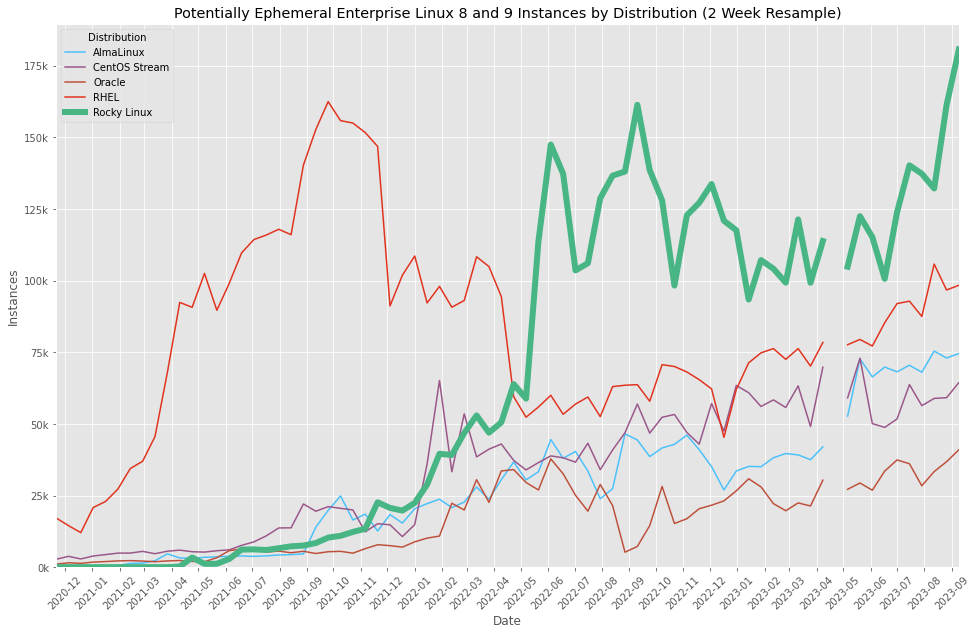 Potentially Ephemeral Enterprise Linux 8 and 9 Instances by Distribution (2 Week Resample)
Distribution
AlmaLinux
CentOS Stream
Oracle
RHEL
Rocky Linux
175k
150k
125k
100k
75k
50k
25k
0k
Instances
2020-12
2021-01
2021-02
2021-03
2021-04
2021-05
2021-06
2021-07
2021-08
2021-09
2021-10
2021-11
2021-12
2022-01
2022-02
2022-03
2022-04
2022-05
2022-06
2022-07
2022-08
2022-09
2022-10
2022-11
2022-12
2023-01
2023-02
2023-03
2023-04
2023-05
2023-06
2023-07
2023-08
2023-09
Date